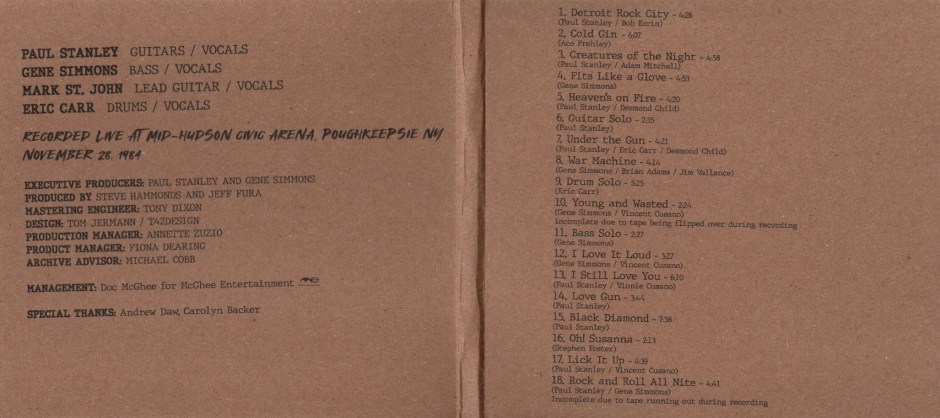 PAUL STANLEY GUITARS / VOCALS
GENE SIMMONS BASS / VOCALS
MARK ST. JOHN LEAD GUITAR / VOCALS
ERIC CARR DRUMS / VOCALS
RECORDED LIVE AT MID-HUDSON CIVIC ARENA, POUGHKEEPSIE NY
NOVEMBER 28, 1984
EXECUTIVE PRODUCERS: PAUL STANLEY AND GENE SIMMONS
PRODUCED BY STEVE HAMMONDS AND JEFF FURA
MASTERING ENGINEER: TONY DIXON
DESIGN: TOM JERMANN / T42DESIGN
PRODUCTION MANAGER: ANNETTE ZUZIO
PRODUCT MANAGER: FIONA DEARING
ARCHIVE ADVISOR: MICHAEL COBB
MANAGEMENT: Doc McGhee for McGhee Entertainment
SPECIAL THANKS: Andrew Daw, Carolyn Backer
1. Detroit Rock City - 4:26
(Paul Stanley / Bob Ezrin)
2. Cold Gin - 6:07
(Ace Frehley)
3. Creatures of the Night - 4:58
(Paul Stanley / Adam Mitchell)
4. Fits Like a Glove - 4:53
(Gene Simmons)
5. Heaven's on Fire - 4:20
(Paul Stanley / Desmond Child)
6. Guitar Solo - 2:35
(Paul Stanley)
7. Under the Gun - 4:21
(Paul Stanley / Eric Carr / Desmond Child)
8. War Machine - 4:14
(Gene Simmons / Brian Adams / Jim Vallance)
9. Drum Solo - 5:25
(Eric Carr)
10. Young and Wasted - 2:24
(Gene Simmons / Vincent Cusano)
Incomplete due to tape being flipped over during recording
11. Bass Solo - 2:27
(Gene Simmons)
12. I Love It Loud - 3:27
(Gene Simmons / Vincent Cusano)
13. I Still Love You - 6:10
(Paul Stanley / Vinnie Cusano)
14. Love Gun - 3:44
(Paul Stanley)
15. Black Diamond - 7:58
(Paul Stanley)
16. Oh! Susanna - 2:13
(Stephen Foster)
17. Lick It Up - 4:39
(Paul Stanley / Vincent Cusano)
18. Rock and Roll All Nite - 4:41
(Paul Stanley / Gene Simmons)
Incomplete due to tape running out during recording